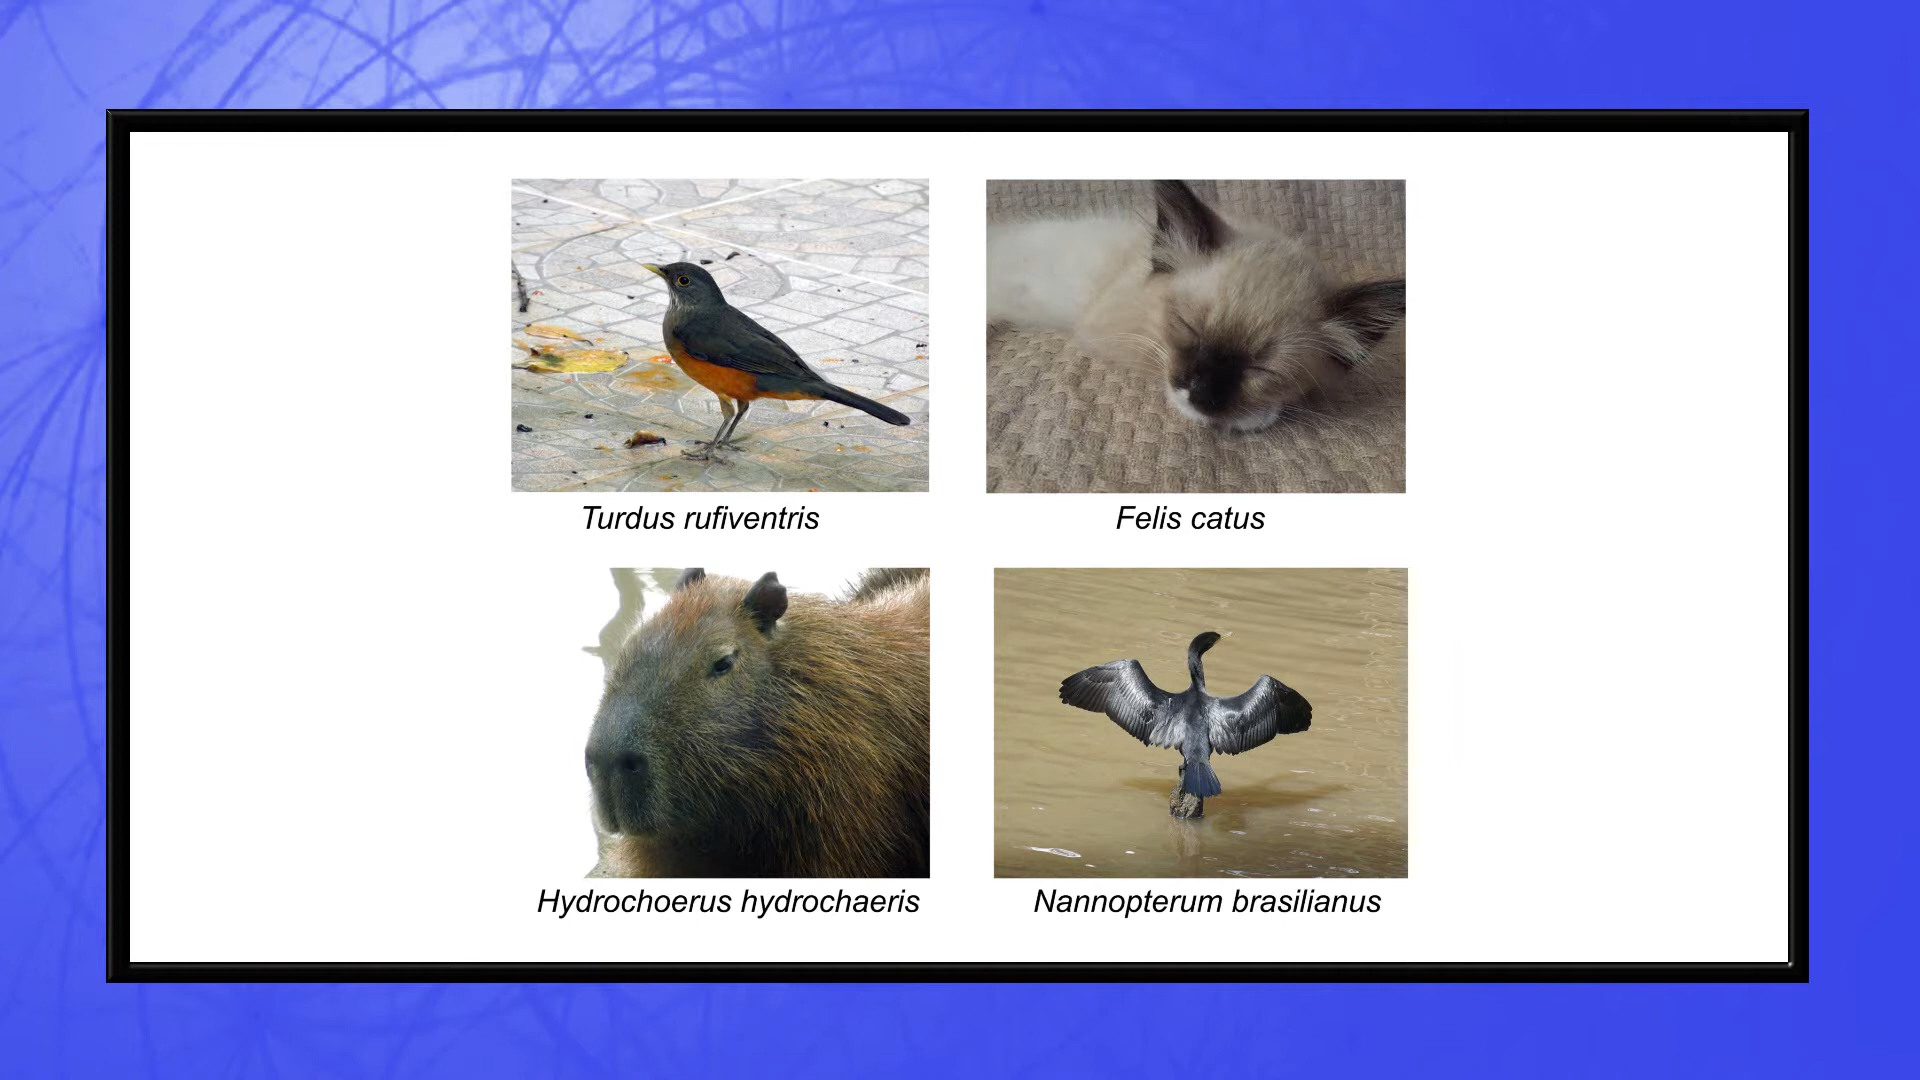 Turdus rufiventris
Felis catus
Hydrochoerus hydrochaeris
Nannopterum brasilianus